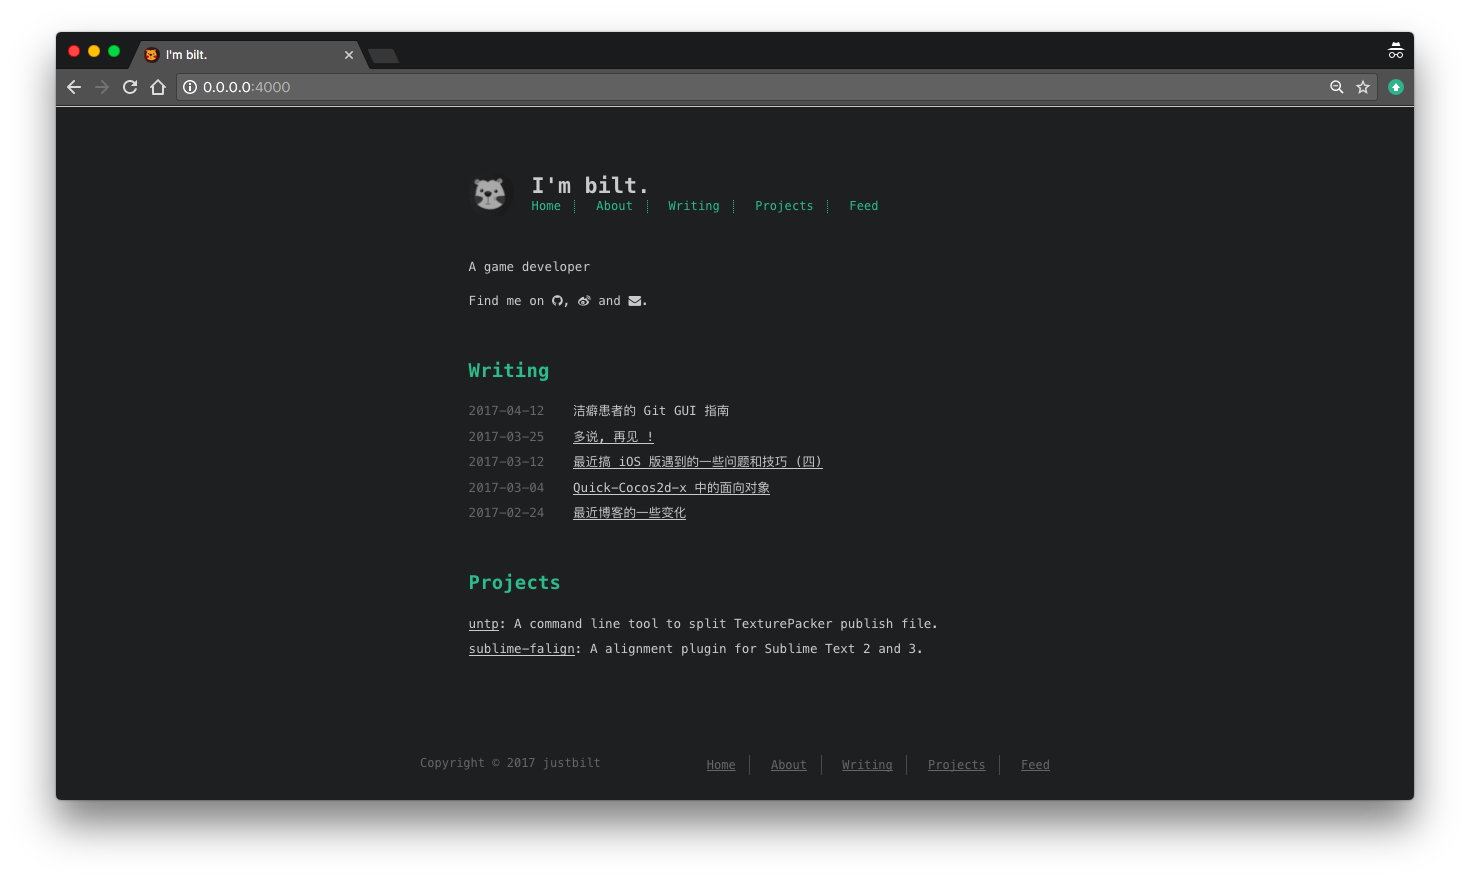 I'm bilt.
0.0.0.0:4000
I'm bilt.
Home About Writing Projects Feed
A game developer
Find me on , and .
Writing
2017-04-12 洁癖患者的 Git GUI 指南
2017-03-25 多说, 再见 !
2017-03-12 最近搞 iOS 版遇到的一些问题和技巧 (四)
2017-03-04 Quick-Cocos2d-x 中的面向对象
2017-02-24 最近博客的一些变化
Projects
untp: A command line tool to split TexturePacker publish file.
sublime-falign: A alignment plugin for Sublime Text 2 and 3.
Copyright © 2017 justbilt Home About Writing Projects Feed